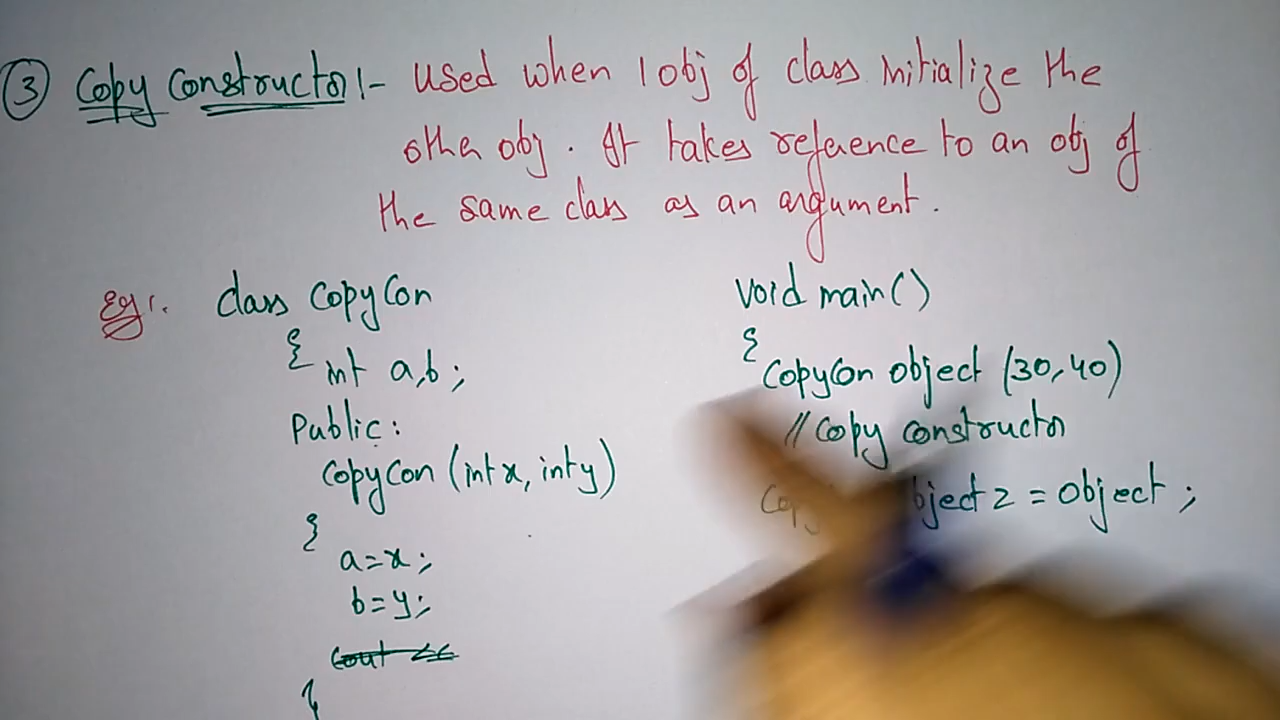 ③ Copy Constructor :- Used when 1 obj of class initialize the
other obj. It takes reference to an obj of
the same class as an argument.
Eg:. class CopyCon
{ int a,b;
Public:
CopyCon (int x, int y)
{
a=x;
b=y;
cout <<
void main()
{
CopyCon object (30,40)
// Copy constructor
object2 = object;